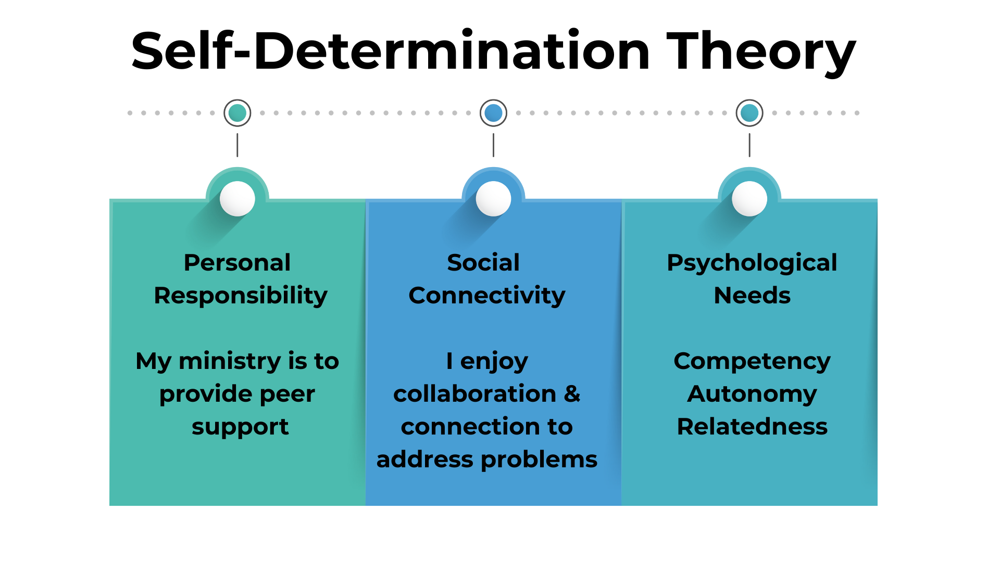 Self-Determination Theory
Personal
Responsibility
My ministry is to
provide peer
support
Social
Connectivity
I enjoy
collaboration &
connection to
address problems
Psychological
Needs
Competency
Autonomy
Relatedness